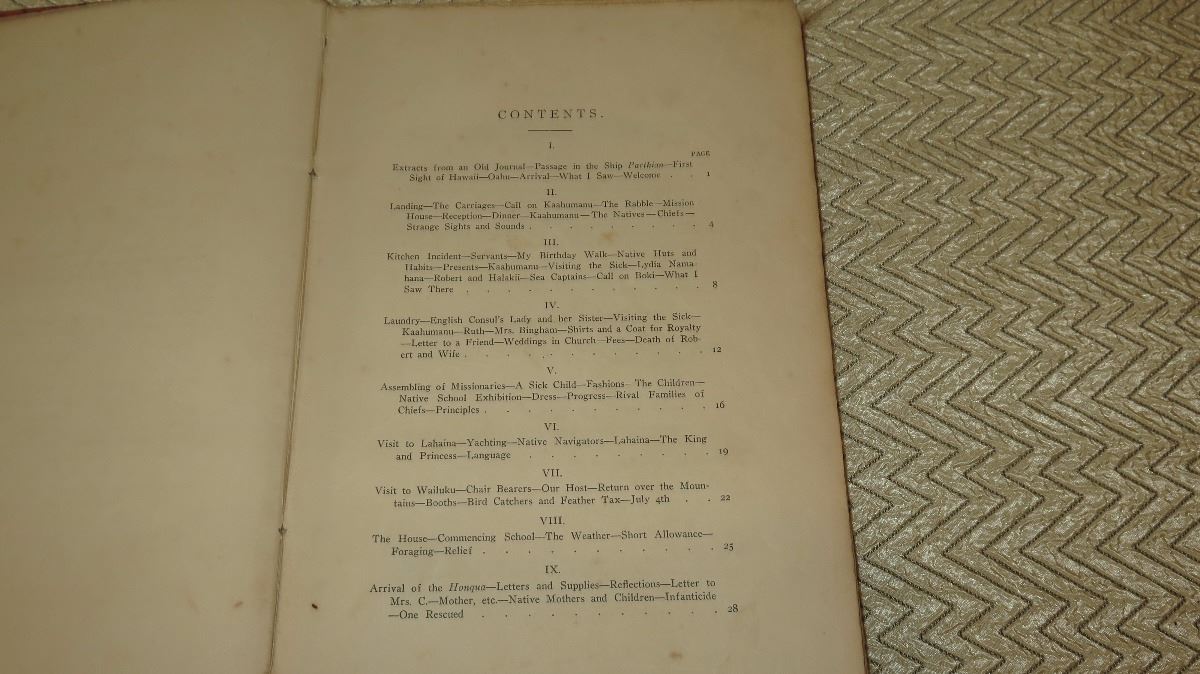 CONTENTS.
I.
PAGE
Extracts from an Old Journal—Passage in the Ship Parthian—First
Sight of Hawaii—Oahu—Arrival—What I Saw—Welcome . . 1
II.
Landing—The Carriages—Call on Kaahumanu—The Rabble—Mission
House—Reception—Dinner—Kaahumanu—The Natives—Chiefs—
Strange Sights and Sounds . . . . . . . . . 4
III.
Kitchen Incident—Servants—My Birthday Walk—Native Huts and
Habits—Presents—Kaahumanu—Visiting the Sick—Lydia Nama-
hana—Robert and Halakii—Sea Captains—Call on Boki—What I
Saw There . . . . . . . . . . . 8
IV.
Laundry—English Consul's Lady and her Sister—Visiting the Sick—
Kaahumanu—Ruth—Mrs. Bingham—Shirts and a Coat for Royalty
—Letter to a Friend—Weddings in Church—Fees—Death of Rob-
ert and Wife . . . . . . . . . . . 12
V.
Assembling of Missionaries—A Sick Child—Fashions—The Children—
Native School Exhibition—Dress—Progress—Rival Families of
Chiefs—Principles . . . . . . . . . . 16
VI.
Visit to Lahaina—Yachting—Native Navigators—Lahaina—The King
and Princess—Language . . . . . . . . 19
VII.
Visit to Wailuku—Chair Bearers—Our Host—Return over the Moun-
tains—Booths—Bird Catchers and Feather Tax—July 4th . . 22
VIII.
The House—Commencing School—The Weather—Short Allowance—
Foraging—Relief . . . . . . . . . . 25
IX.
Arrival of the Honqua—Letters and Supplies—Reflections—Letter to
Mrs. C.—Mother, etc.—Native Mothers and Children—Infanticide
—One Rescued . . . . . . . . . . 28